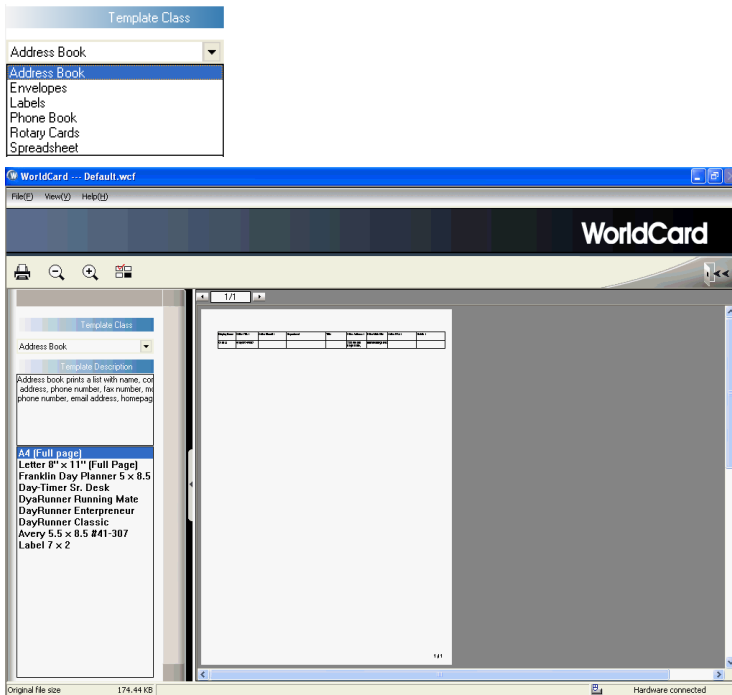 Template Class
Address Book
Address Book
Envelopes
Labels
Phone Book
Rotary Cards
Spreadsheet
WorldCard --- Default.wcf
File(F) View(V) Help(H)
WorldCard
1/1
Template Class
Address Book
Template Description
Address book prints a list with name, con
address, phone number, fax number, mo
phone number, email address, homepag
A4 (Full page)
Letter 8" x 11" (Full Page)
Franklin Day Planner 5 x 8.5
Day-Timer Sr. Desk
DyaRunner Running Mate
DayRunner Enterpreneur
DayRunner Classic
Avery 5.5 x 8.5 #41-307
Label 7 x 2
1/1
Original file size 174.44 KB Hardware connected